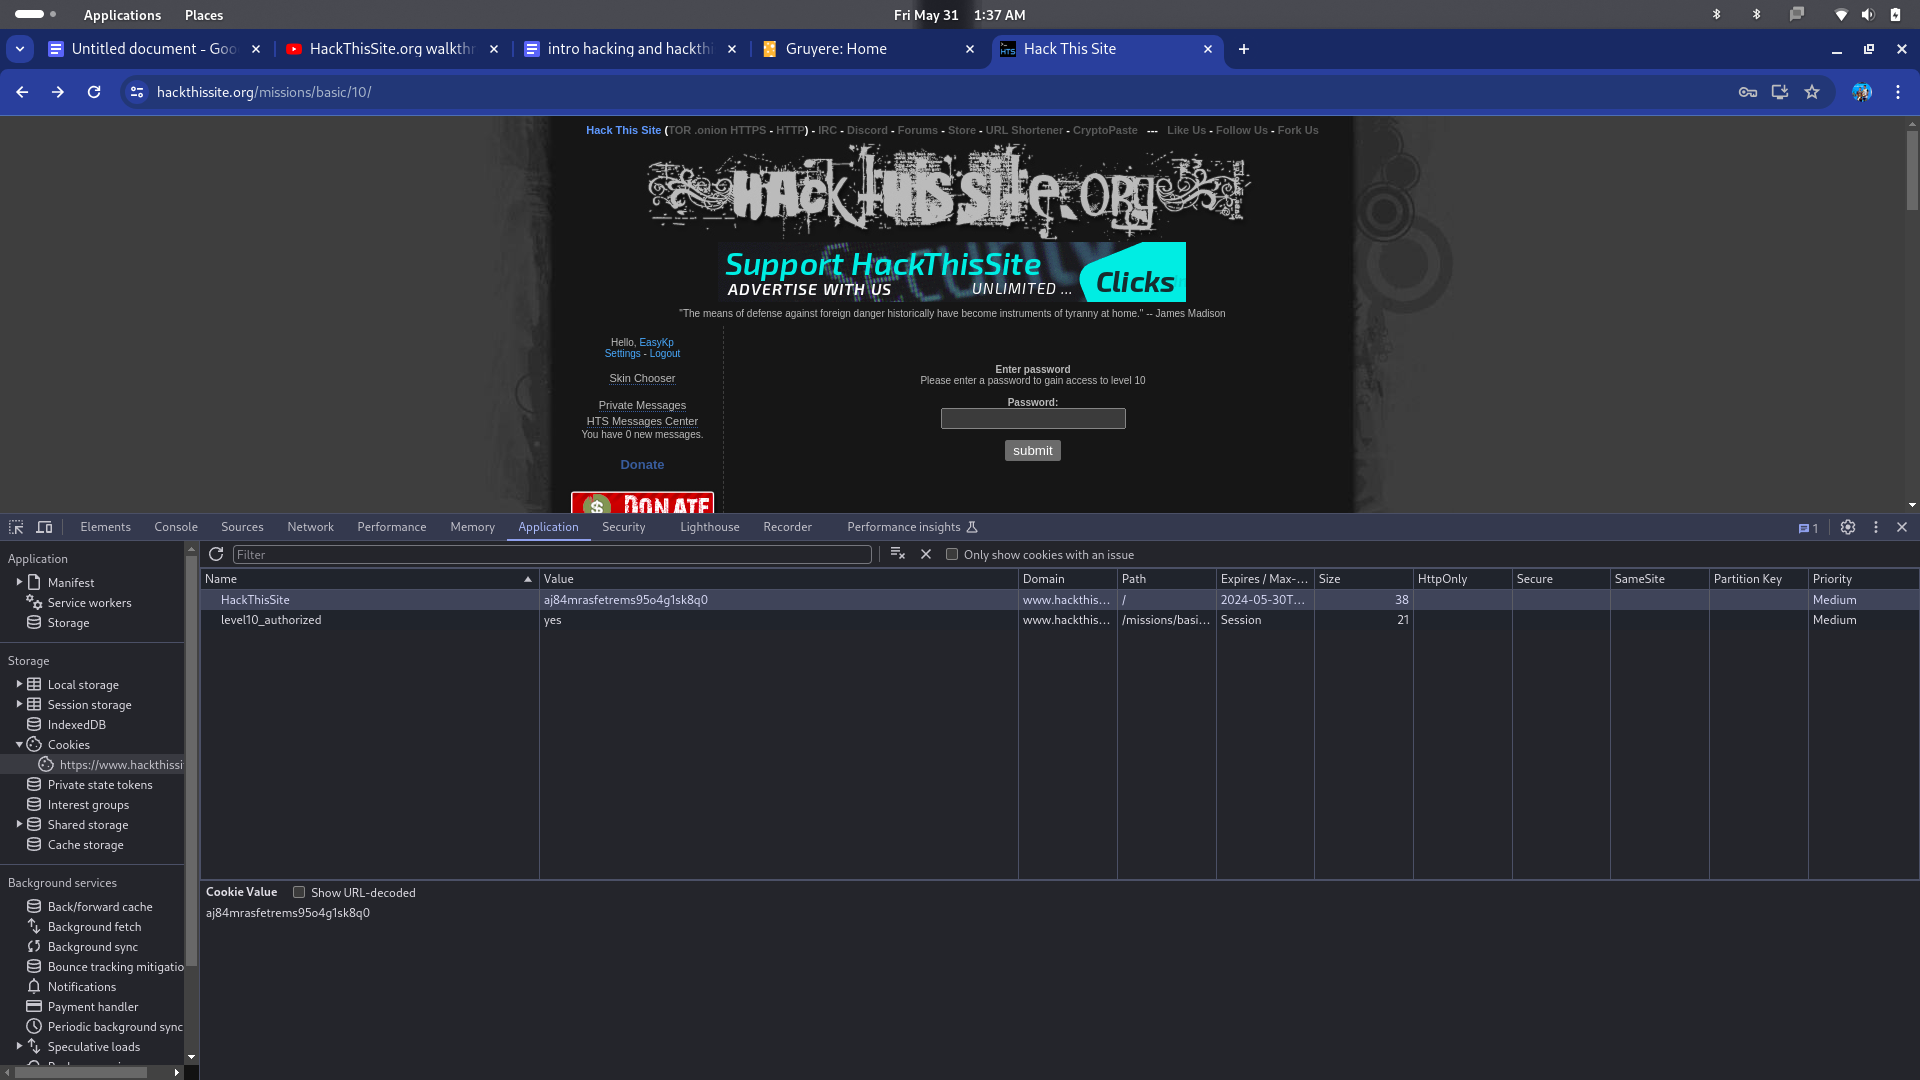 Applications Places Fri May 31 1:37 AM
Untitled document - Goo
HackThisSite.org walkthr
intro hacking and hackthi
Gruyere: Home
Hack This Site
hackthissite.org/missions/basic/10/
Hack This Site (TOR .onion HTTPS - HTTP) - IRC - Discord - Forums - Store - URL Shortener - CryptoPaste --- Like Us - Follow Us - Fork Us
HAck THIS SITe.ORG
Support HackThisSite
ADVERTISE WITH US UNLIMITED ... Clicks
"The means of defense against foreign danger historically have become instruments of tyranny at home." -- James Madison
Hello, EasyKp
Settings - Logout
Skin Chooser
Private Messages
HTS Messages Center
You have 0 new messages.
Donate
DONATE
Enter password
Please enter a password to gain access to level 10
Password:
submit
Elements Console Sources Network Performance Memory Application Security Lighthouse Recorder Performance insights 1
Application
Manifest
Service workers
Storage
Storage
Local storage
Session storage
IndexedDB
Cookies
https://www.hackthissi
Private state tokens
Interest groups
Shared storage
Cache storage
Background services
Back/forward cache
Background fetch
Background sync
Bounce tracking mitigatio
Notifications
Payment handler
Periodic background sync
Speculative loads
Filter Only show cookies with an issue
Name Value Domain Path Expires / Max-... Size HttpOnly Secure SameSite Partition Key Priority
HackThisSite aj84mrasfetrems95o4g1sk8q0 www.hackthis... / 2024-05-30T... 38 Medium
level10_authorized yes www.hackthis... /missions/basi... Session 21 Medium
Cookie Value Show URL-decoded
aj84mrasfetrems95o4g1sk8q0